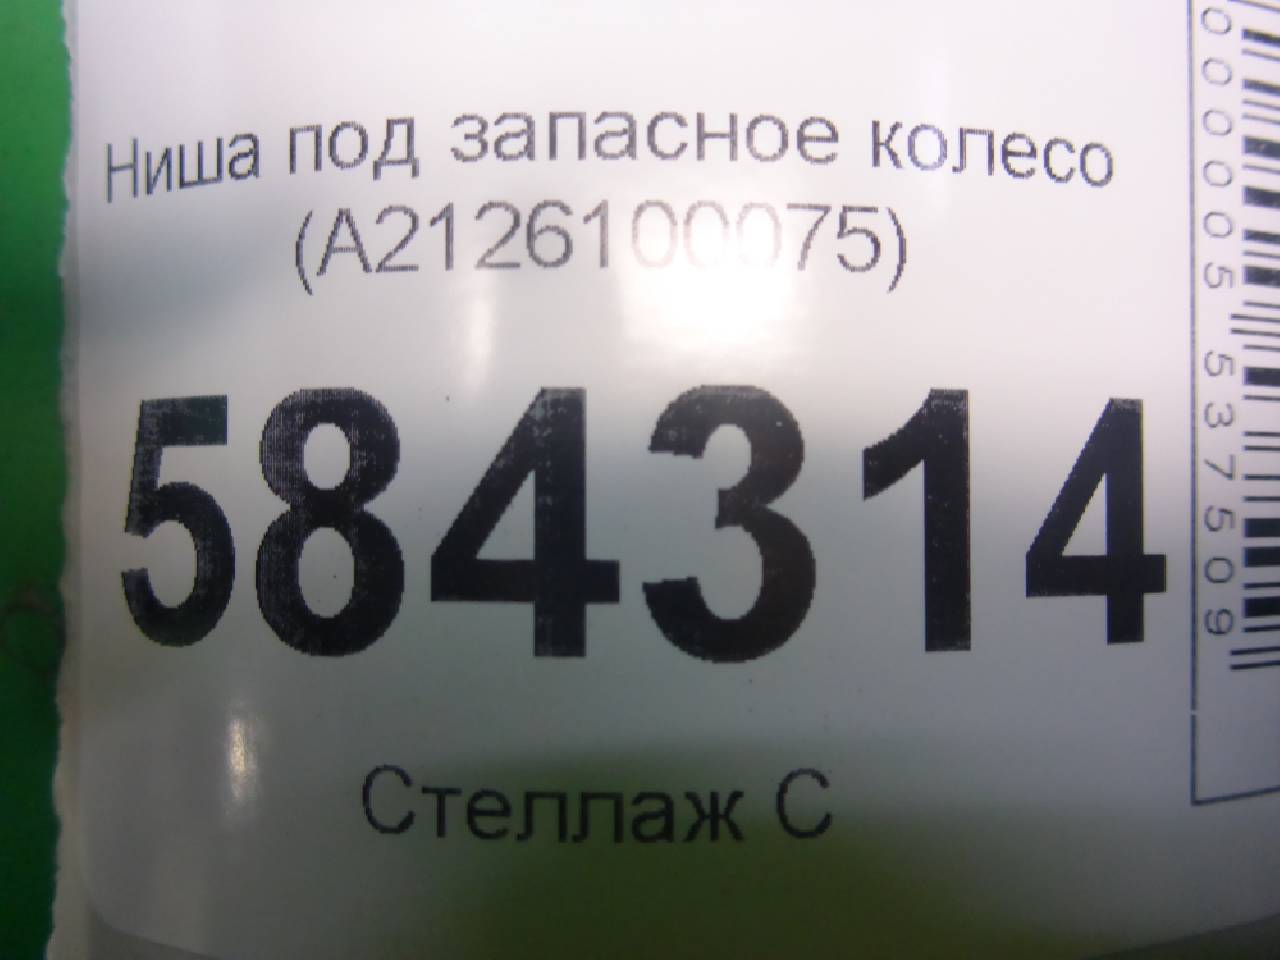 Ниша под запасное колесо
(A2126100075)
584314
Стеллаж С
000005537509